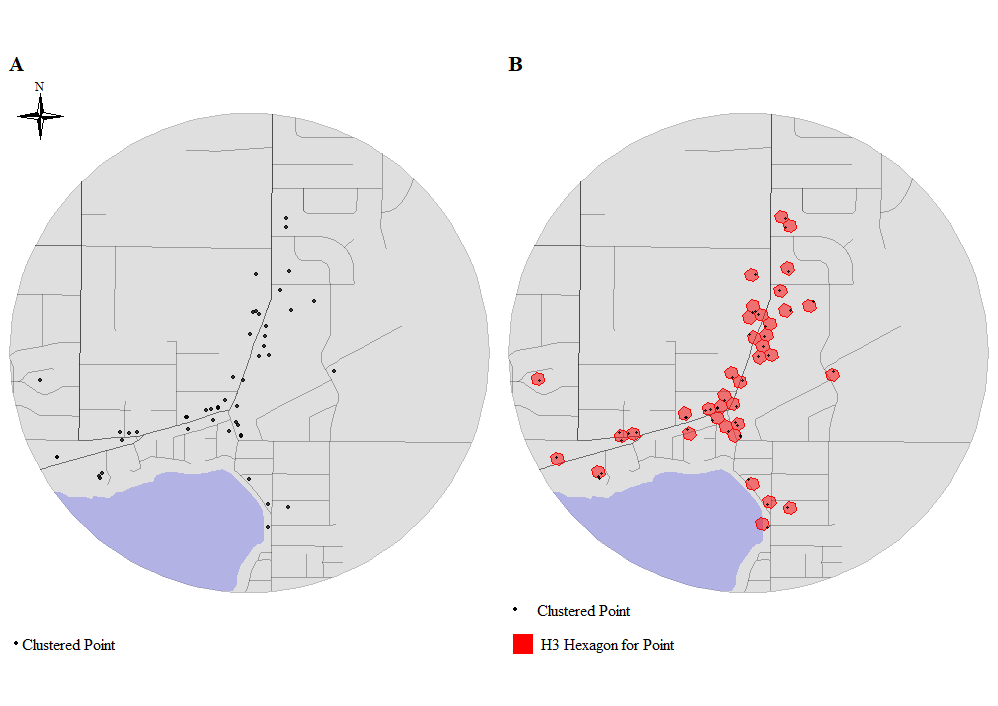 A
B
N
Clustered Point
Clustered Point
H3 Hexagon for Point